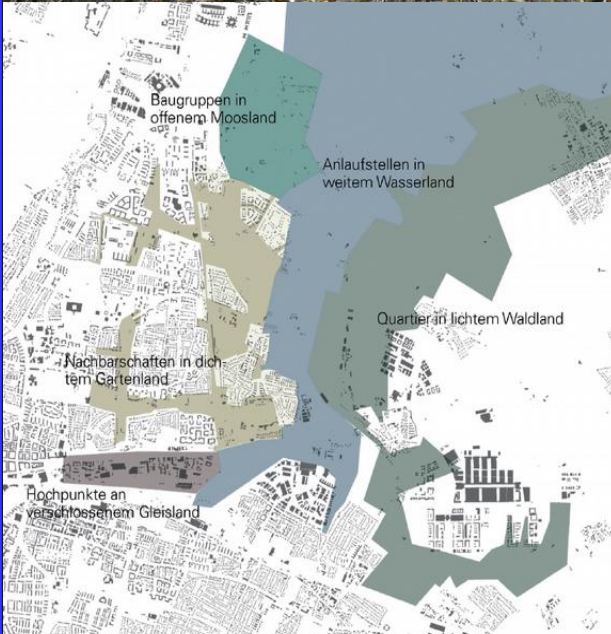 Baugruppen in
offenem Moosland
Anlaufstellen in
weitem Wasserland
Quartier in lichtem Waldland
Nachbarschaften in dich-
tem Gartenland
Hochpunkte an
verschlossenem Gleisland